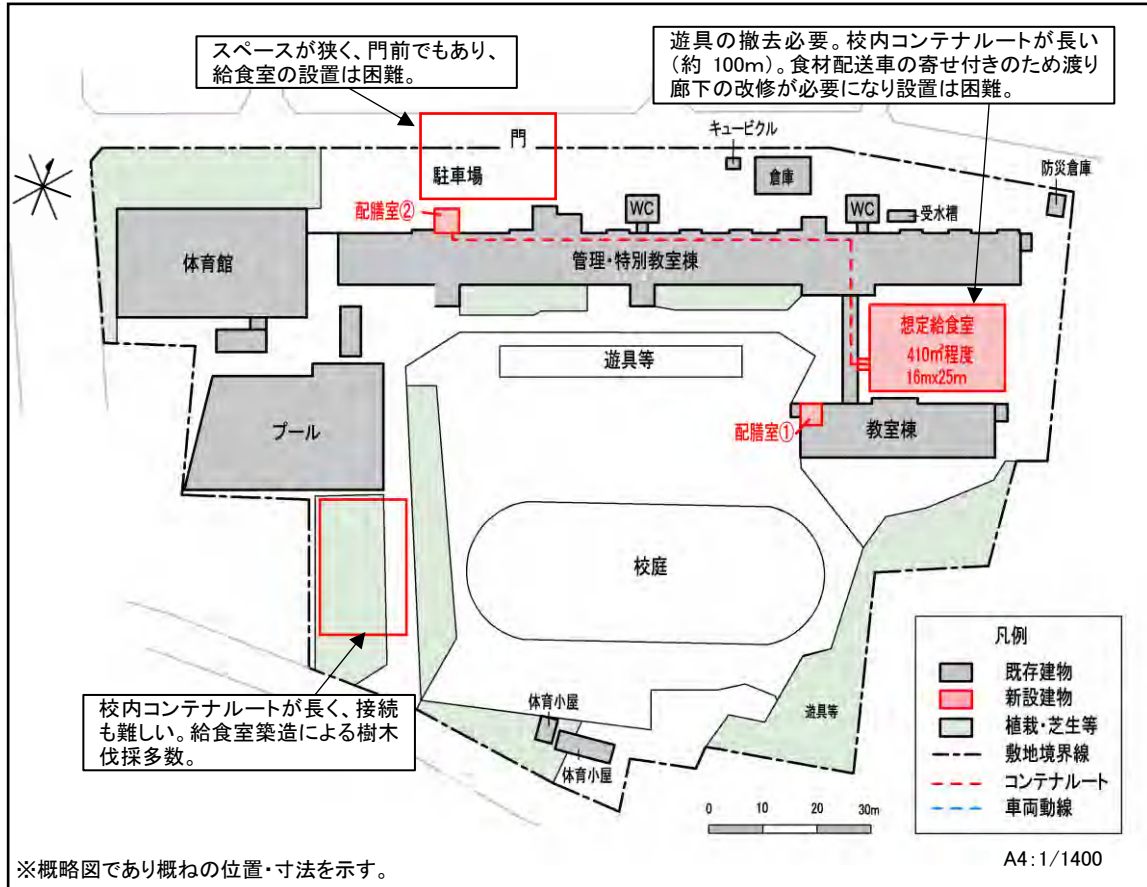 スペースが狭く、門前でもあり、
給食室の設置は困難。
遊具の撤去必要。校内コンテナルートが長い
(約 100m)。食材配送車の寄せ付きのため渡り
廊下の改修が必要になり設置は困難。
門
駐車場
キュービクル
倉庫
防災倉庫
配膳室②
WC
WC
受水槽
体育館
管理・特別教室棟
想定給食室
410㎡程度
16mx25m
遊具等
プール
配膳室①
教室棟
校庭
校内コンテナルートが長く、接続
も難しい。給食室築造による樹木
伐採多数。
体育小屋
体育小屋
遊具等
凡例
既存建物
新設建物
植栽・芝生等
敷地境界線
コンテナルート
車両動線
0 10 20 30m
A4:1/1400
※概略図であり概ねの位置・寸法を示す。